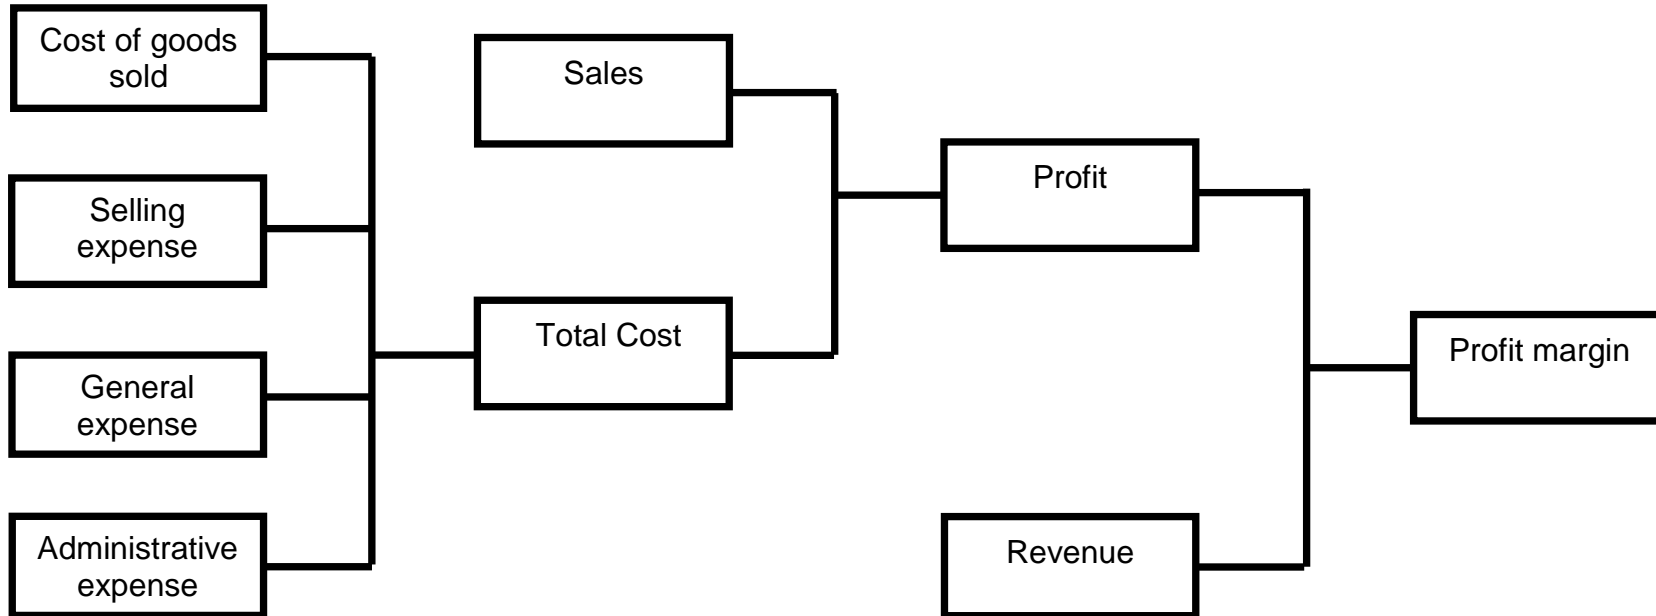 Cost of goods
sold
Selling
expense
General
expense
Administrative
expense
Sales
Total Cost
Profit
Revenue
Profit margin